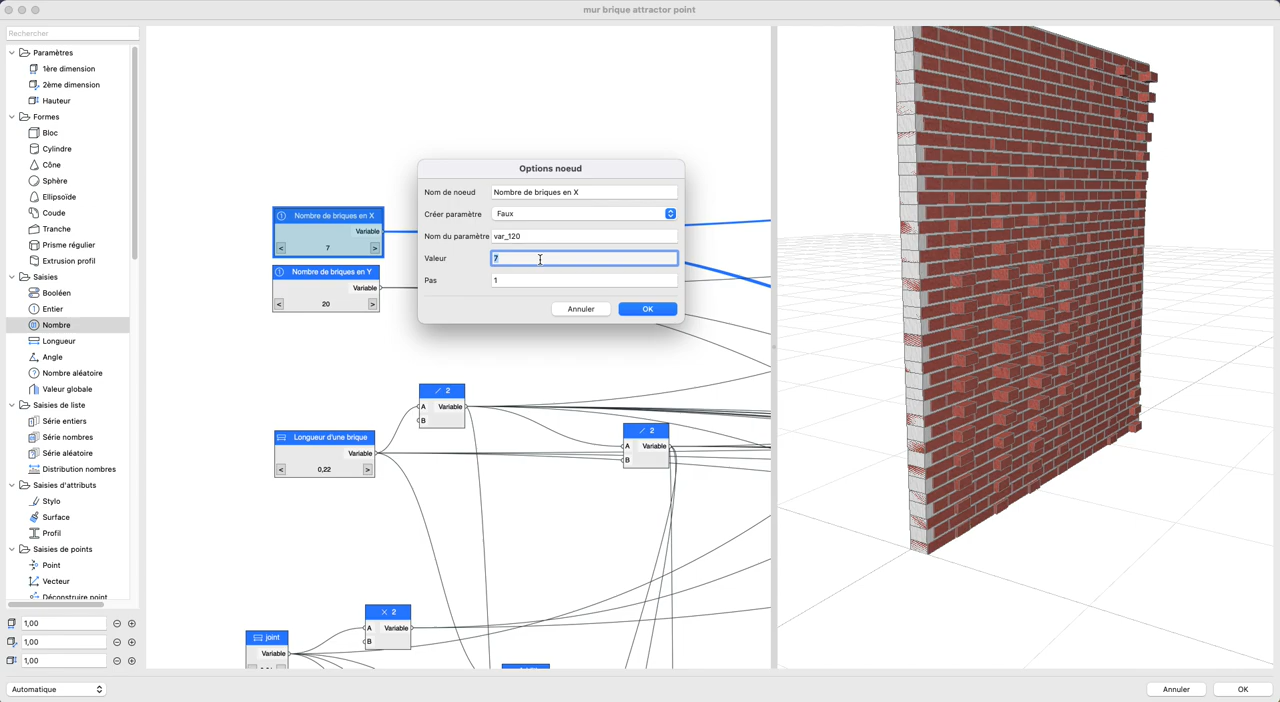 mur brique attractor point
Rechercher
Paramètres
1ère dimension
2ème dimension
Hauteur
Formes
Bloc
Cylindre
Cône
Sphère
Ellipsoïde
Coude
Tranche
Prisme régulier
Extrusion profil
Saisies
Booléen
Entier
Nombre
Longueur
Angle
Nombre aléatoire
Valeur globale
Saisies de liste
Série entiers
Série nombres
Série aléatoire
Distribution nombres
Saisies d'attributs
Stylo
Surface
Profil
Saisies de points
Point
Vecteur
Déconstruire point
1,00
1,00
1,00
Automatique
Nombre de briques en X
Variable
< 7 >
Nombre de briques en Y
Variable
< 20 >
Options noeud
Nom de noeud Nombre de briques en X
Créer paramètre Faux
Nom du paramètre var_120
Valeur 7
Pas 1
Annuler OK
/ 2
A Variable
B
/ 2
A Variable
B
Longueur d'une brique
Variable
< 0,22 >
× 2
A Variable
B
joint
Variable
Annuler OK